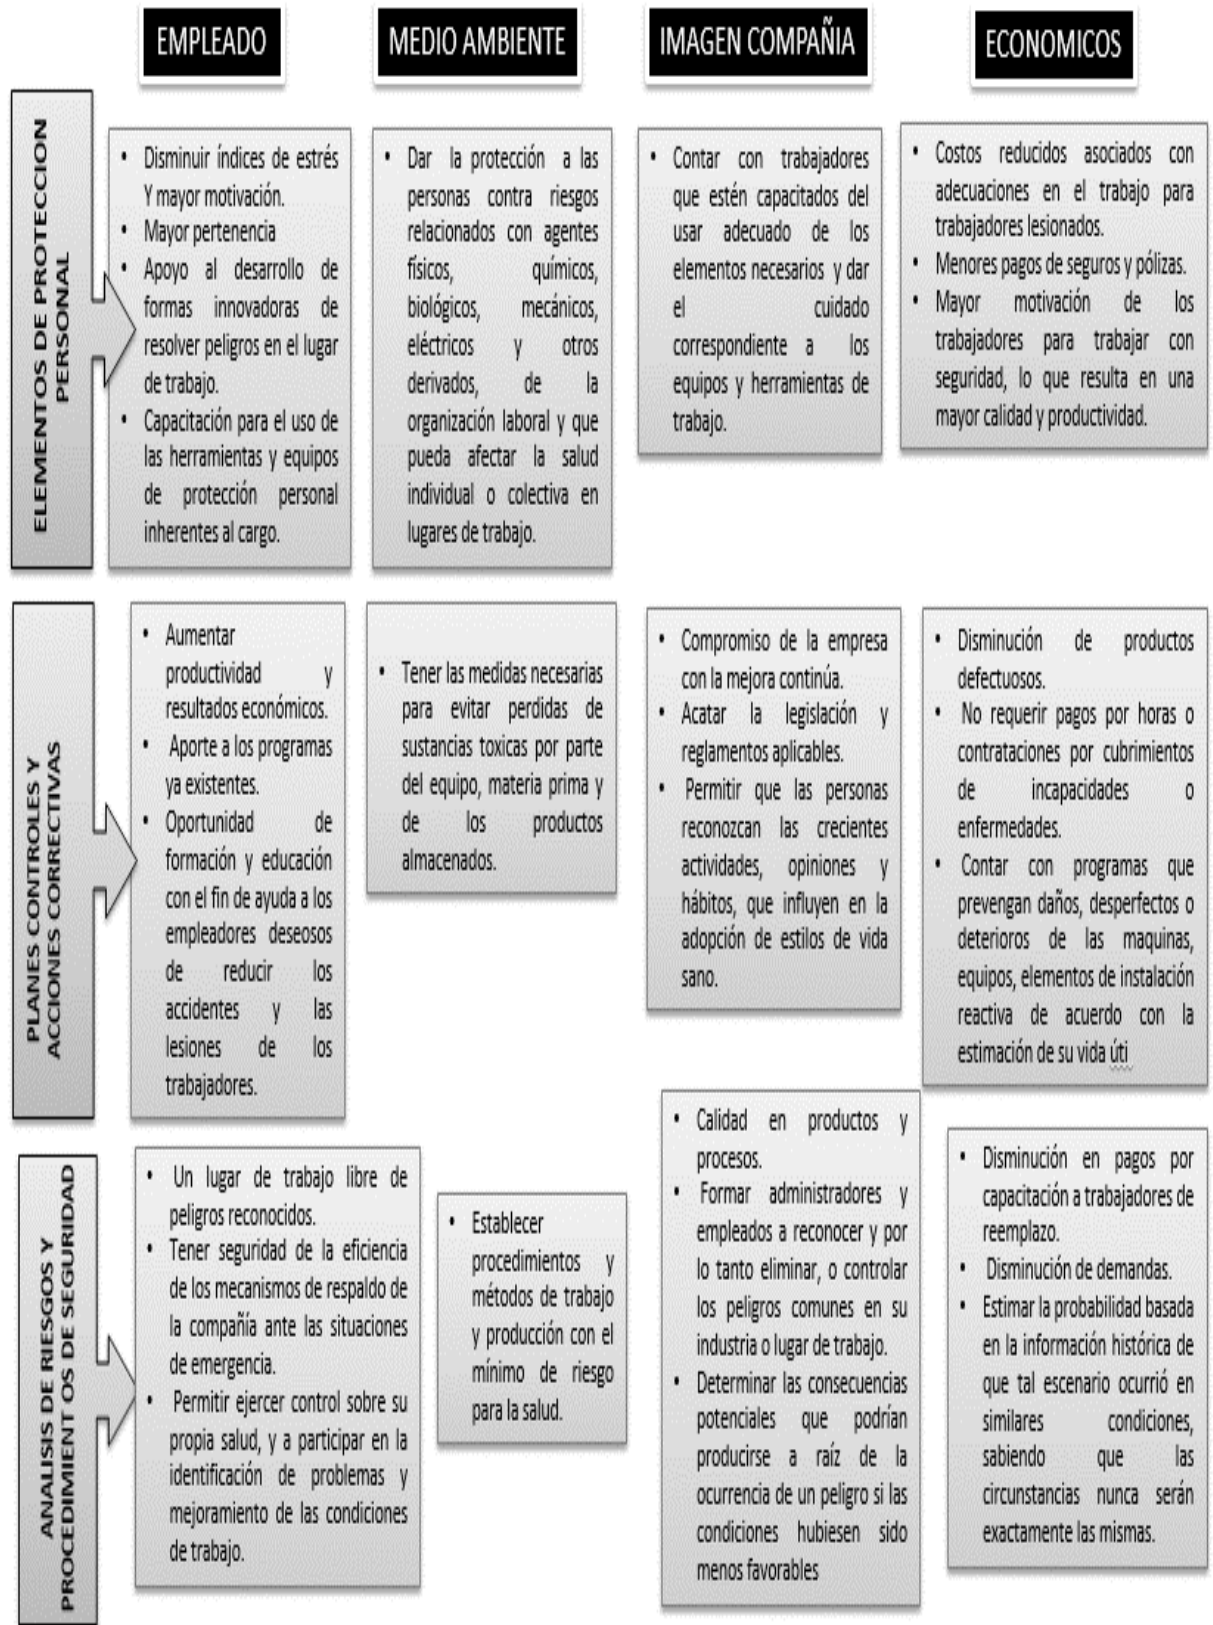 EMPLEADO
MEDIO AMBIENTE
IMAGEN COMPAÑIA
ECONOMICOS
ELEMENTOS DE PROTECCION
PERSONAL
• Disminuir índices de estrés
Y mayor motivación.
• Mayor pertenencia
• Apoyo al desarrollo de
formas innovadoras de
resolver peligros en el lugar
de trabajo.
• Capacitación para el uso de
las herramientas y equipos
de protección personal
inherentes al cargo.
• Dar la protección a las
personas contra riesgos
relacionados con agentes
físicos, químicos,
biológicos, mecánicos,
eléctricos y otros
derivados, de la
organización laboral y que
pueda afectar la salud
individual o colectiva en
lugares de trabajo.
• Contar con trabajadores
que estén capacitados del
usar adecuado de los
elementos necesarios y dar
el cuidado
correspondiente a los
equipos y herramientas de
trabajo.
• Costos reducidos asociados con
adecuaciones en el trabajo para
trabajadores lesionados.
• Menores pagos de seguros y pólizas.
• Mayor motivación de los
trabajadores para trabajar con
seguridad, lo que resulta en una
mayor calidad y productividad.
PLANES CONTROLES Y
ACCIONES CORRECTIVAS
• Aumentar
productividad y
resultados económicos.
• Aporte a los programas
ya existentes.
• Oportunidad de
formación y educación
con el fin de ayuda a los
empleadores deseosos
de reducir los
accidentes y las
lesiones de los
trabajadores.
• Tener las medidas necesarias
para evitar perdidas de
sustancias toxicas por parte
del equipo, materia prima y
de los productos
almacenados.
• Compromiso de la empresa
con la mejora continúa.
• Acatar la legislación y
reglamentos aplicables.
• Permitir que las personas
reconozcan las crecientes
actividades, opiniones y
hábitos, que influyen en la
adopción de estilos de vida
sano.
• Disminución de productos
defectuosos.
• No requerir pagos por horas o
contrataciones por cubrimientos
de incapacidades o
enfermedades.
• Contar con programas que
prevengan daños, desperfectos o
deterioros de las maquinas,
equipos, elementos de instalación
reactiva de acuerdo con la
estimación de su vida úti
ANALISIS DE RIESGOS Y
PROCEDIMIENT OS DE SEGURIDAD
• Un lugar de trabajo libre de
peligros reconocidos.
• Tener seguridad de la eficiencia
de los mecanismos de respaldo de
la compañía ante las situaciones
de emergencia.
• Permitir ejercer control sobre su
propia salud, y a participar en la
identificación de problemas y
mejoramiento de las condiciones
de trabajo.
• Establecer
procedimientos y
métodos de trabajo
y producción con el
mínimo de riesgo
para la salud.
• Calidad en productos y
procesos.
• Formar administradores y
empleados a reconocer y por
lo tanto eliminar, o controlar
los peligros comunes en su
industria o lugar de trabajo.
• Determinar las consecuencias
potenciales que podrían
producirse a raíz de la
ocurrencia de un peligro si las
condiciones hubiesen sido
menos favorables
• Disminución en pagos por
capacitación a trabajadores de
reemplazo.
• Disminución de demandas.
• Estimar la probabilidad basada
en la información histórica de
que tal escenario ocurrió en
similares condiciones,
sabiendo que las
circunstancias nunca serán
exactamente las mismas.